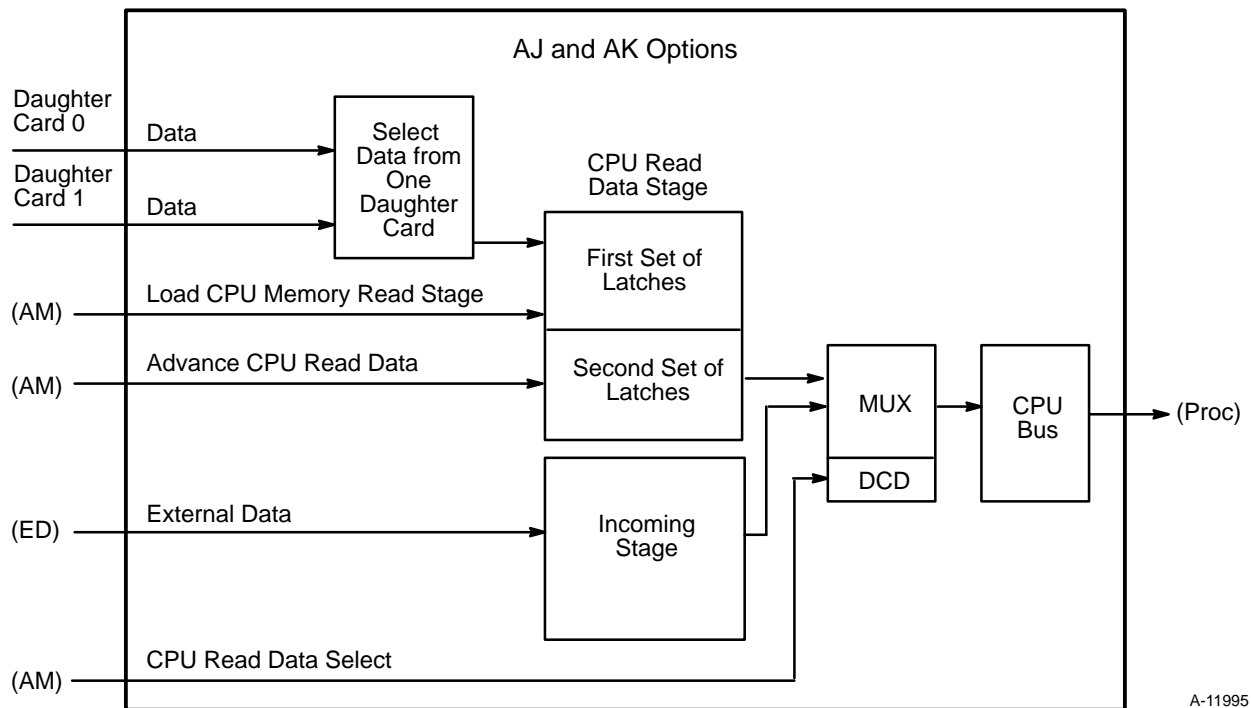 AJ and AK Options
Daughter
Card 0
Data
Daughter
Card 1
Data
Select
Data from
One
Daughter
Card
CPU Read
Data Stage
First Set of
Latches
(AM)
Load CPU Memory Read Stage
(AM)
Advance CPU Read Data
Second Set of
Latches
MUX
DCD
CPU
Bus
(Proc)
(ED)
External Data
Incoming
Stage
(AM)
CPU Read Data Select
A-11995